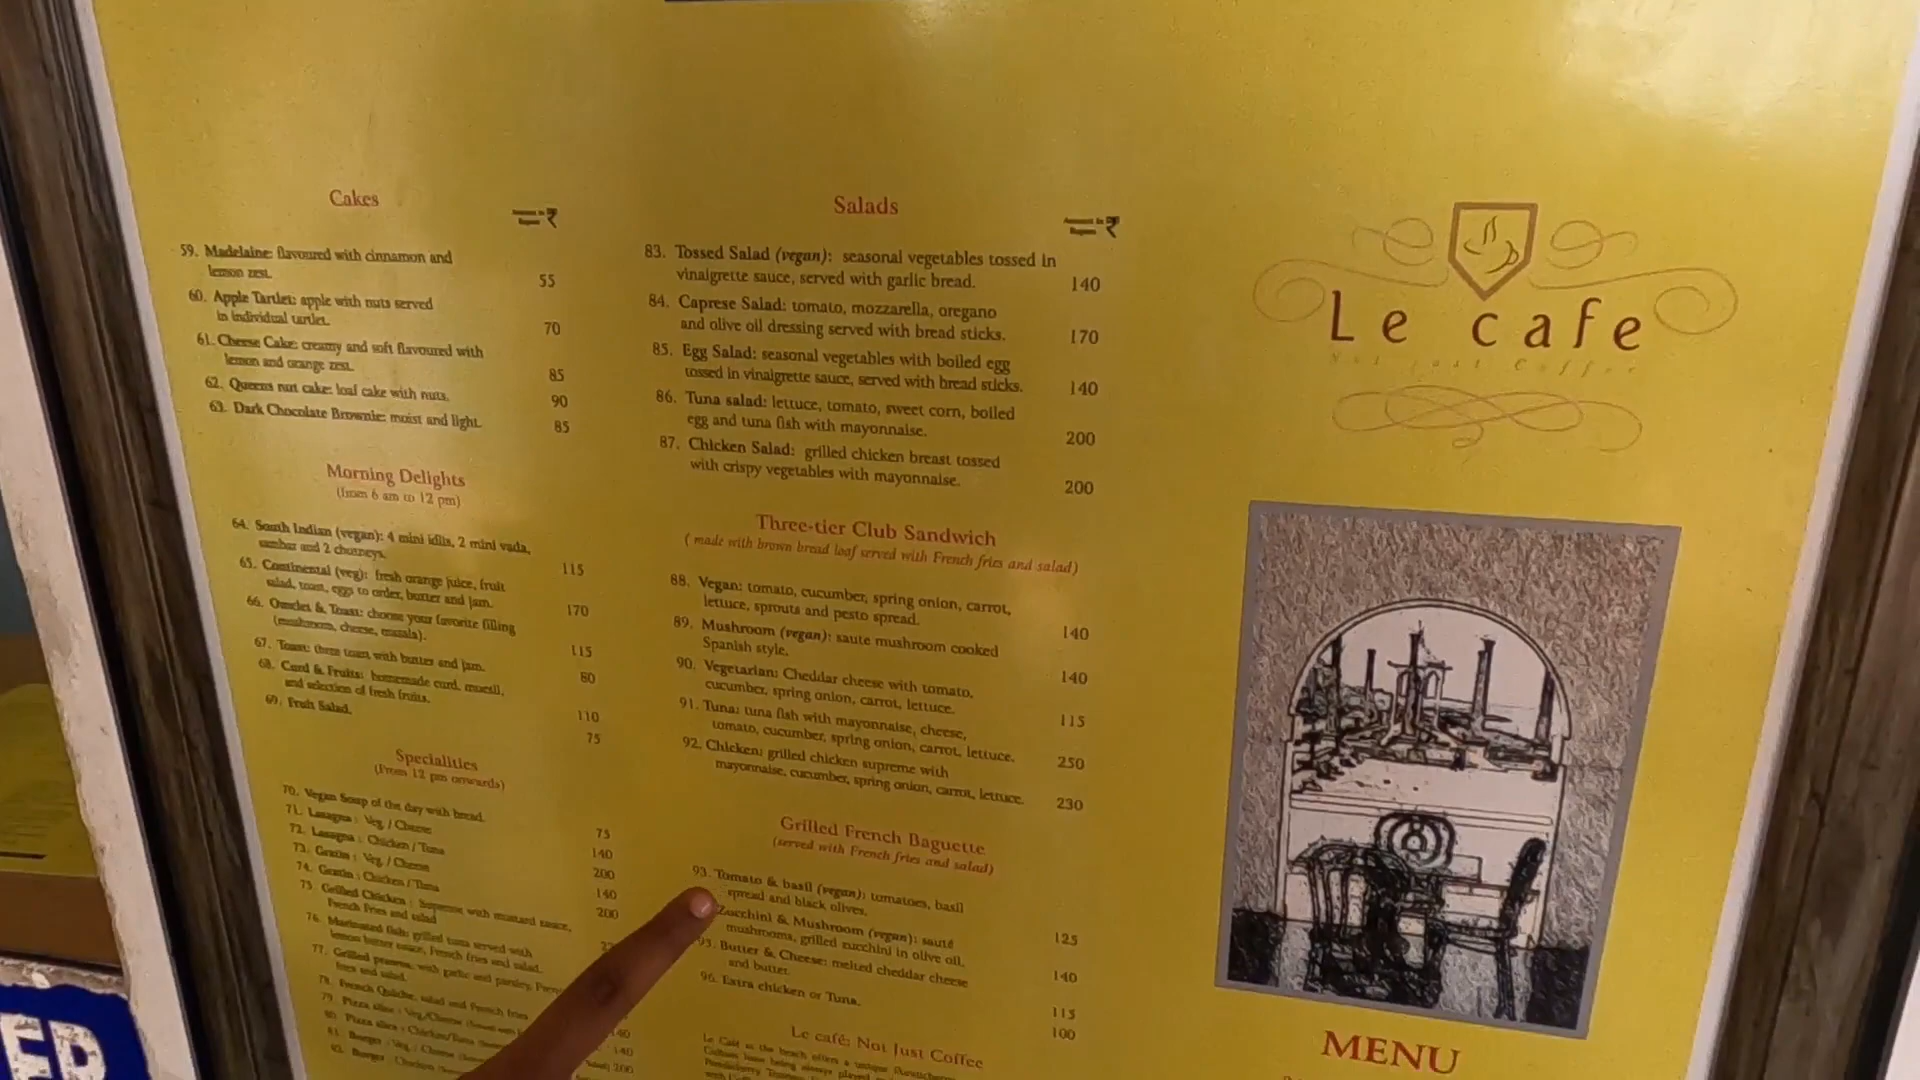 Cakes
Amount in
Rupees ₹
59. Madelaine: flavoured with cinnamon and
lemon zest. 55
60. Apple Tartlet: apple with nuts served
in individual tartlet. 70
61. Cheese Cake: creamy and soft flavoured with
lemon and orange zest. 85
62. Queens nut cake: loaf cake with nuts. 90
63. Dark Chocolate Brownie: moist and light. 85
Morning Delights
(from 6 am to 12 pm)
64. South Indian (vegan): 4 mini idlis, 2 mini vada,
sambar and 2 chutneys. 115
65. Continental (veg): fresh orange juice, fruit
salad, toast, eggs to order, butter and jam. 170
66. Omelet & Toast: choose your favorite filling
(mushroom, cheese, masala). 115
67. Toast: three toast with butter and jam. 80
68. Curd & Fruits: homemade curd, muesli,
and selection of fresh fruits. 110
69. Fruit Salad. 75
Specialities
(From 12 pm onwards)
70. Vegan Soup of the day with bread. 75
71. Lasagna : Veg / Cheese 140
72. Lasagna : Chicken / Tuna 200
73. Gratin : Veg / Cheese 140
74. Gratin : Chicken / Tuna 200
75. Grilled Chicken : Supreme with mustard sauce,
French Fries and salad
76. Marinated fish: grilled tuna served with
lemon butter sauce, French fries and salad.
77. Grilled prawns, with garlic and parsley, French
fries and salad.
78. French Quiche, salad and French fries
79. Pizza slice : Veg/Cheese 140
80. Pizza slice : Chicken/Tuna
81. Burger : Veg / Cheese 140
82. Burger : Chicken 200
Salads
Amount in
Rupees ₹
83. Tossed Salad (vegan): seasonal vegetables tossed in
vinaigrette sauce, served with garlic bread. 140
84. Caprese Salad: tomato, mozzarella, oregano
and olive oil dressing served with bread sticks. 170
85. Egg Salad: seasonal vegetables with boiled egg
tossed in vinaigrette sauce, served with bread sticks. 140
86. Tuna salad: lettuce, tomato, sweet corn, boiled
egg and tuna fish with mayonnaise. 200
87. Chicken Salad: grilled chicken breast tossed
with crispy vegetables with mayonnaise. 200
Three-tier Club Sandwich
( made with brown bread loaf served with French fries and salad)
88. Vegan: tomato, cucumber, spring onion, carrot,
lettuce, sprouts and pesto spread. 140
89. Mushroom (vegan): saute mushroom cooked
Spanish style. 140
90. Vegetarian: Cheddar cheese with tomato,
cucumber, spring onion, carrot, lettuce. 115
91. Tuna: tuna fish with mayonnaise, cheese,
tomato, cucumber, spring onion, carrot, lettuce. 250
92. Chicken: grilled chicken supreme with
mayonnaise, cucumber, spring onion, carrot, lettuce. 230
Grilled French Baguette
(served with French fries and salad)
93. Tomato & basil (vegan): tomatoes, basil
spread and black olives. 125
Zucchini & Mushroom (vegan): sauté
mushrooms, grilled zucchini in olive oil. 140
95. Butter & Cheese: melted cheddar cheese
and butter. 115
96. Extra chicken or Tuna. 100
Le café: Not Just Coffee
Le Café at the beach offers a unique
Le cafe
Not just Coffee
MENU
ED